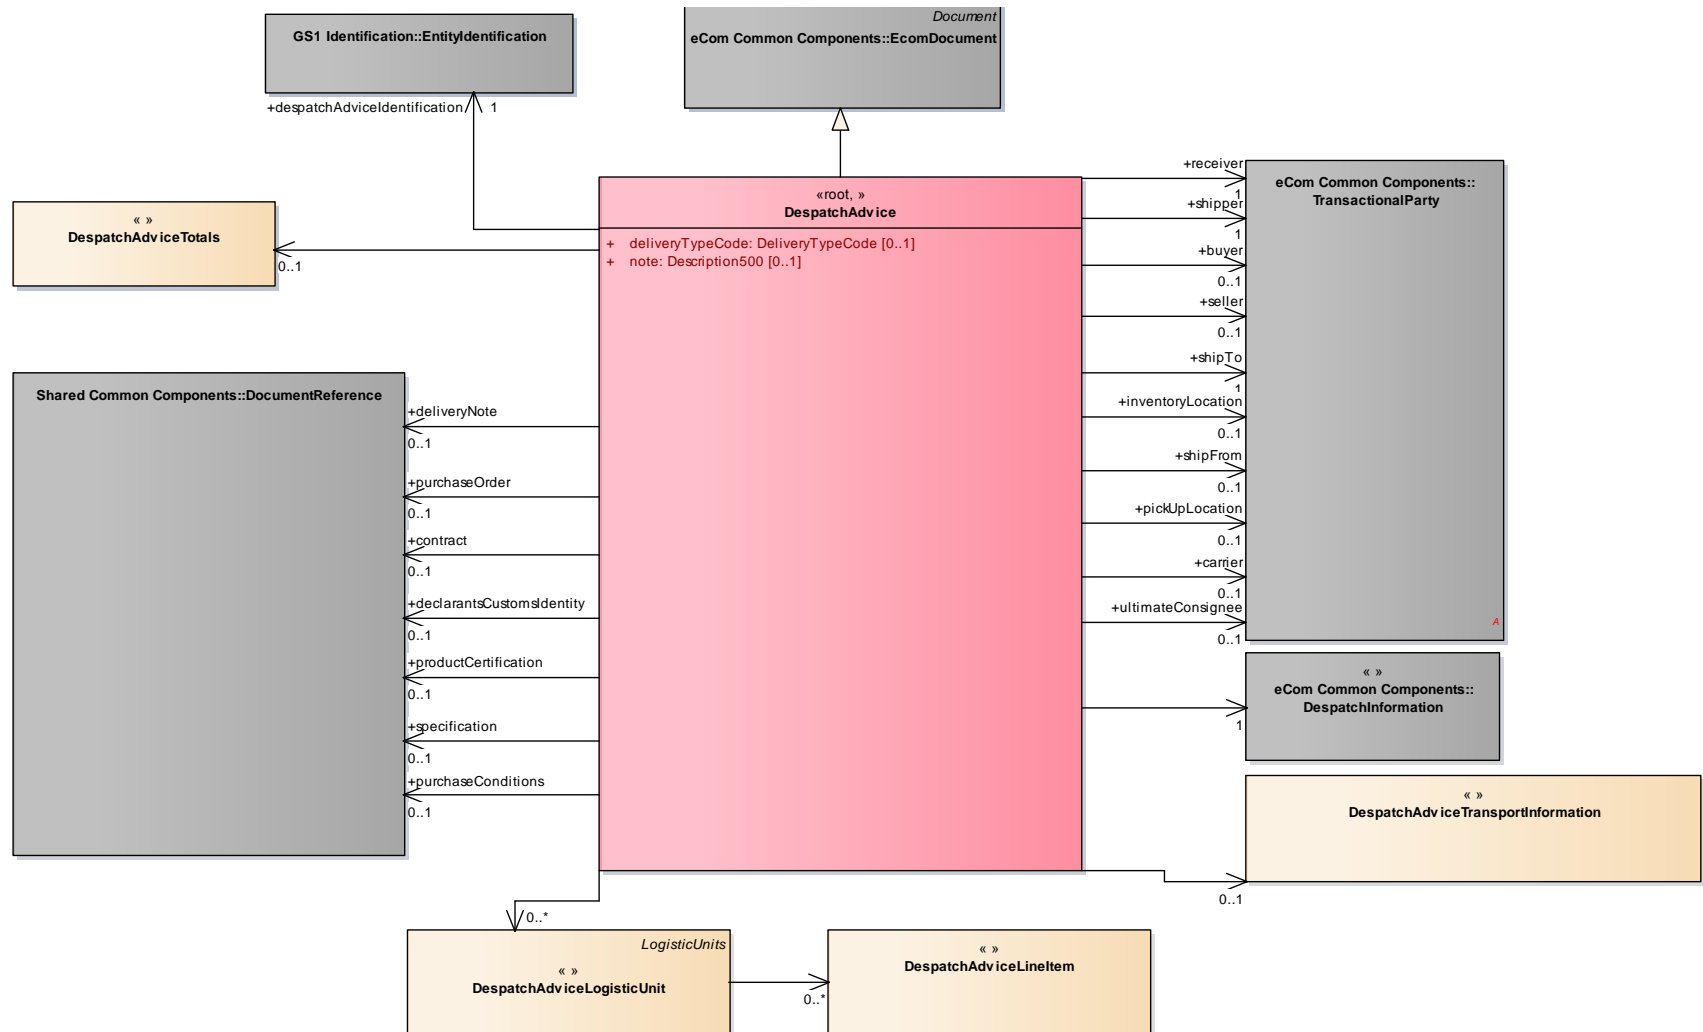 GS1 Identification::EntityIdentification
+despatchAdviceIdentification
1
Document
eCom Common Components::EcomDocument
«root, »
DespatchAdvice
+ deliveryTypeCode: DeliveryTypeCode [0..1]
+ note: Description500 [0..1]
« »
DespatchAdviceTotals
0..1
Shared Common Components::DocumentReference
+deliveryNote
0..1
+purchaseOrder
0..1
+contract
0..1
+declarantsCustomsIdentity
0..1
+productCertification
0..1
+specification
0..1
+purchaseConditions
0..1
+receiver
1
+shipper
1
+buyer
0..1
+seller
0..1
+shipTo
1
+inventoryLocation
0..1
+shipFrom
0..1
+pickUpLocation
0..1
+carrier
0..1
+ultimateConsignee
0..1
eCom Common Components::
TransactionalParty
A
« »
eCom Common Components::
DespatchInformation
1
« »
DespatchAdviceTransportInformation
0..1
0..*
LogisticUnits
« »
DespatchAdviceLogisticUnit
0..*
« »
DespatchAdviceLineItem